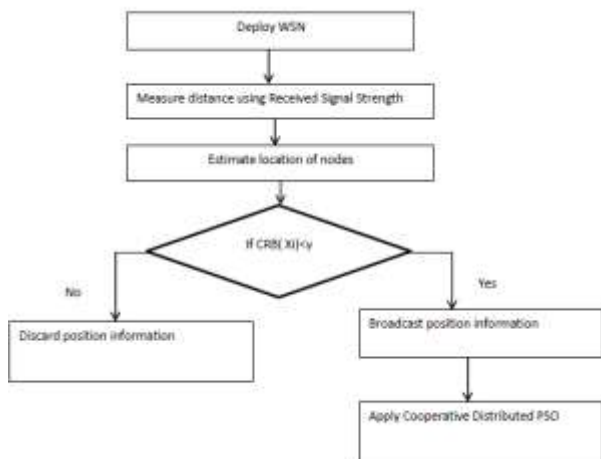 Deploy WSN
Measure distance using Received Signal Strength
Estimate location of nodes
If CRB( Xi)<y
No
Yes
Discard position information
Broadcast position information
Apply Cooperative Distributed PSO